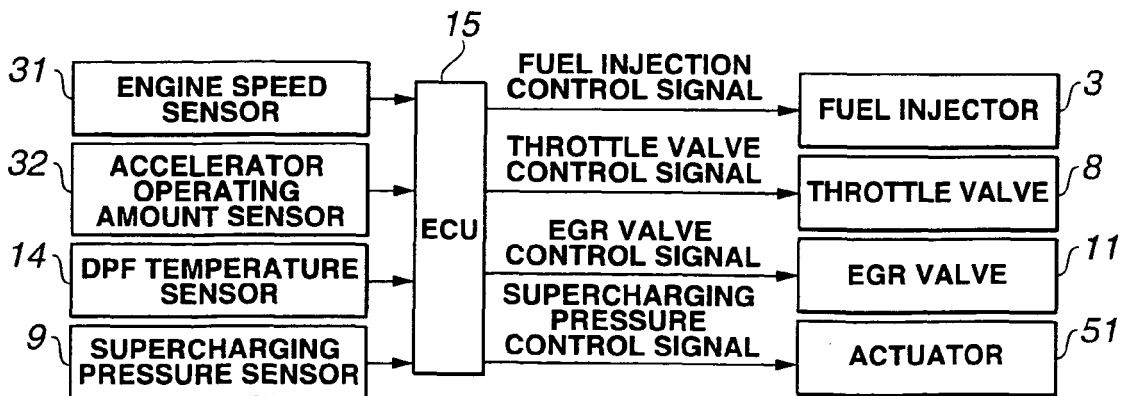 15
31
ENGINE SPEED
SENSOR
32
ACCELERATOR
OPERATING
AMOUNT SENSOR
14
DPF TEMPERATURE
SENSOR
9
SUPERCHARGING
PRESSURE SENSOR
ECU
FUEL INJECTION
CONTROL SIGNAL
THROTTLE VALVE
CONTROL SIGNAL
EGR VALVE
CONTROL SIGNAL
SUPERCHARGING
PRESSURE
CONTROL SIGNAL
FUEL INJECTOR
3
THROTTLE VALVE
8
EGR VALVE
11
ACTUATOR
51